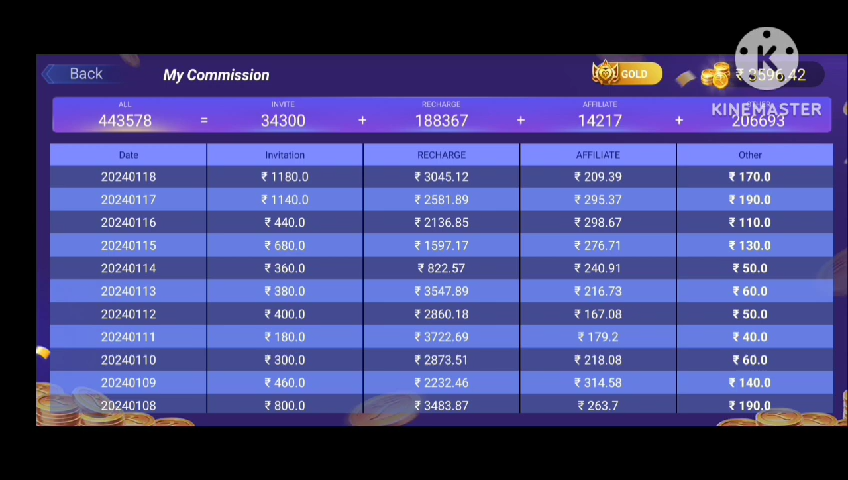 Back My Commission GOLD ₹ 3596.42
ALL INVITE RECHARGE AFFILIATE
KINEMASTER
443578 = 34300 + 188367 + 14217 + 206693
Date Invitation RECHARGE AFFILIATE Other
20240118 ₹ 1180.0 ₹ 3045.12 ₹ 209.39 ₹ 170.0
20240117 ₹ 1140.0 ₹ 2581.89 ₹ 295.37 ₹ 190.0
20240116 ₹ 440.0 ₹ 2136.85 ₹ 298.67 ₹ 110.0
20240115 ₹ 680.0 ₹ 1597.17 ₹ 276.71 ₹ 130.0
20240114 ₹ 360.0 ₹ 822.57 ₹ 240.91 ₹ 50.0
20240113 ₹ 380.0 ₹ 3547.89 ₹ 216.73 ₹ 60.0
20240112 ₹ 400.0 ₹ 2860.18 ₹ 167.08 ₹ 50.0
20240111 ₹ 180.0 ₹ 3722.69 ₹ 179.2 ₹ 40.0
20240110 ₹ 300.0 ₹ 2873.51 ₹ 218.08 ₹ 60.0
20240109 ₹ 460.0 ₹ 2232.46 ₹ 314.58 ₹ 140.0
20240108 ₹ 800.0 ₹ 3483.87 ₹ 263.7 ₹ 190.0